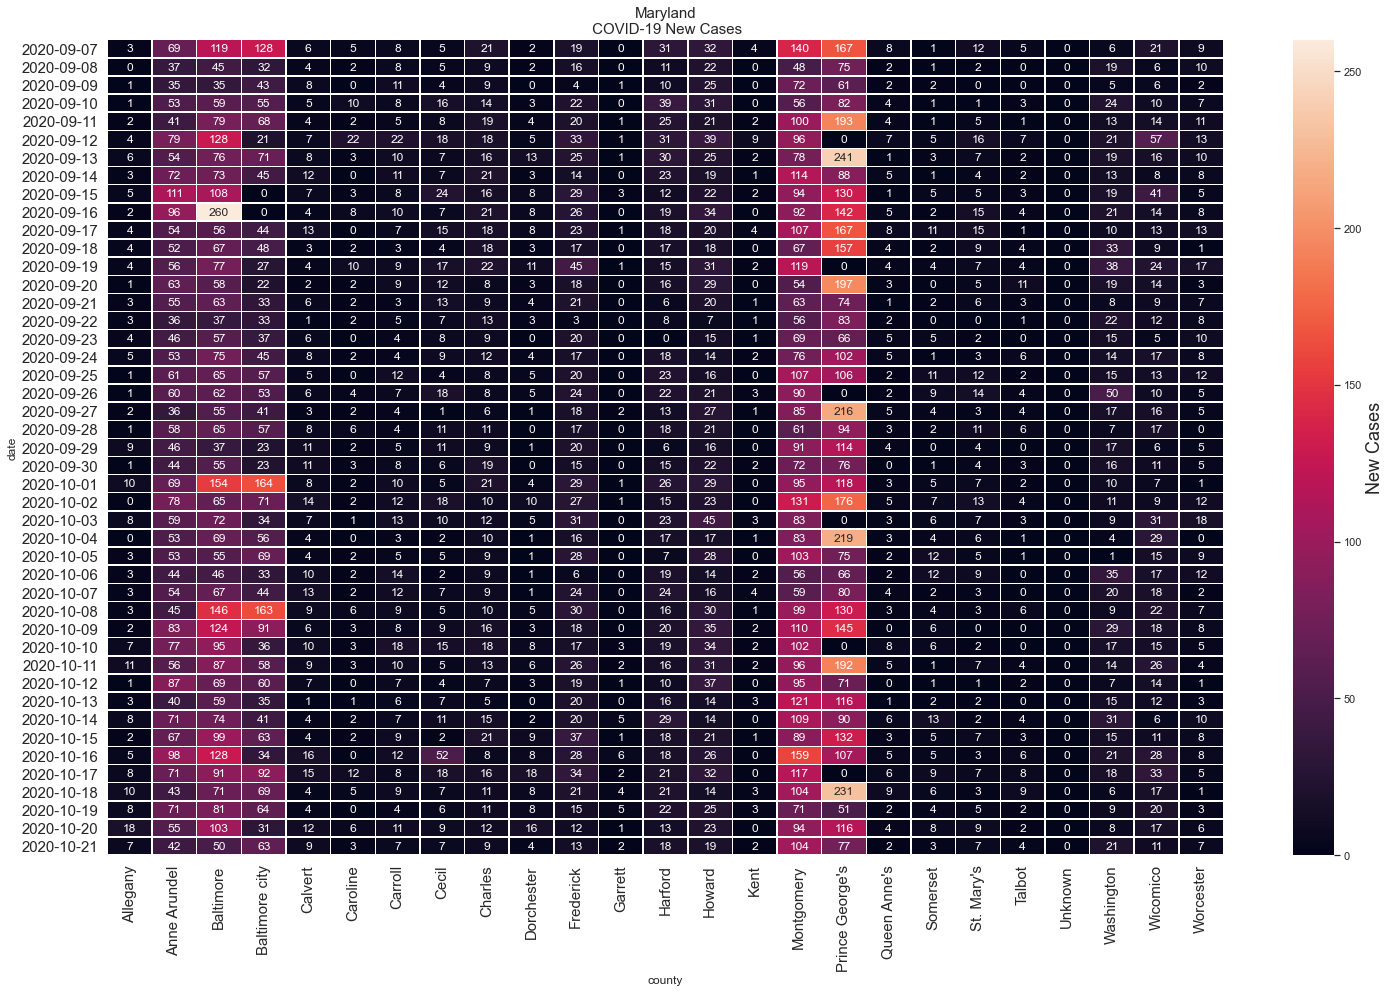 Maryland
COVID-19 New Cases
2020-09-07 3 69 119 128 6 5 8 5 21 2 19 0 31 32 4 140 167 8 1 12 5 0 6 21 9
2020-09-08 0 37 45 32 4 2 8 5 9 2 16 0 11 22 0 48 75 2 1 2 0 0 19 6 10
2020-09-09 1 35 35 43 8 0 11 4 9 0 4 1 10 25 0 72 61 2 2 0 0 0 5 6 2
2020-09-10 1 53 59 55 5 10 8 16 14 3 22 0 39 31 0 56 82 4 1 1 3 0 24 10 7
2020-09-11 2 41 79 68 4 2 5 8 19 4 20 1 25 21 2 100 193 4 1 5 1 0 13 14 11
2020-09-12 4 79 128 21 7 22 22 18 18 5 33 1 31 39 9 96 0 7 5 16 7 0 21 57 13
2020-09-13 6 54 76 71 8 3 10 7 16 13 25 1 30 25 2 78 241 1 3 7 2 0 19 16 10
2020-09-14 3 72 73 45 12 0 11 7 21 3 14 0 23 19 1 114 88 5 1 4 2 0 13 8 8
2020-09-15 5 111 108 0 7 3 8 24 16 8 29 3 12 22 2 94 130 1 5 5 3 0 19 41 5
2020-09-16 2 96 260 0 4 8 10 7 21 8 26 0 19 34 0 92 142 5 2 15 4 0 21 14 8
2020-09-17 4 54 56 44 13 0 7 15 18 8 23 1 18 20 4 107 167 8 11 15 1 0 10 13 13
2020-09-18 4 52 67 48 3 2 3 4 18 3 17 0 17 18 0 67 157 4 2 9 4 0 33 9 1
2020-09-19 4 56 77 27 4 10 9 17 22 11 45 1 15 31 2 119 0 4 4 7 4 0 38 24 17
2020-09-20 1 63 58 22 2 2 9 12 8 3 18 0 16 29 0 54 197 3 0 5 11 0 19 14 3
2020-09-21 3 55 63 33 6 2 3 13 9 4 21 0 6 20 1 63 74 1 2 6 3 0 8 9 7
2020-09-22 3 36 37 33 1 2 5 7 13 3 3 0 8 7 1 56 83 2 0 0 1 0 22 12 8
2020-09-23 4 46 57 37 6 0 4 8 9 0 20 0 0 15 1 69 66 5 5 2 0 0 15 5 10
2020-09-24 5 53 75 45 8 2 4 9 12 4 17 0 18 14 2 76 102 5 1 3 6 0 14 17 8
2020-09-25 1 61 65 57 5 0 12 4 8 5 20 0 23 16 0 107 106 2 11 12 2 0 15 13 12
2020-09-26 1 60 62 53 6 4 7 18 8 5 24 0 22 21 3 90 0 2 9 14 4 0 50 10 5
2020-09-27 2 36 55 41 3 2 4 1 6 1 18 2 13 27 1 85 216 5 4 3 4 0 17 16 5
2020-09-28 1 58 65 57 8 6 4 11 11 0 17 0 18 21 0 61 94 3 2 11 6 0 7 17 0
2020-09-29 9 46 37 23 11 2 5 11 9 1 20 0 6 16 0 91 114 4 0 4 0 0 17 6 5
2020-09-30 1 44 55 23 11 3 8 6 19 0 15 0 15 22 2 72 76 0 1 4 3 0 16 11 5
2020-10-01 10 69 154 164 8 2 10 5 21 4 29 1 26 29 0 95 118 3 5 7 2 0 10 7 1
2020-10-02 0 78 65 71 14 2 12 18 10 10 27 1 15 23 0 131 176 5 7 13 4 0 11 9 12
2020-10-03 8 59 72 34 7 1 13 10 12 5 31 0 23 45 3 83 0 3 6 7 3 0 9 31 18
2020-10-04 0 53 69 56 4 0 3 2 10 1 16 0 17 17 1 83 219 3 4 6 1 0 4 29 0
2020-10-05 3 53 55 69 4 2 5 5 9 1 28 0 7 28 0 103 75 2 12 5 1 0 1 15 9
2020-10-06 3 44 46 33 10 2 14 2 9 1 6 0 19 14 2 56 66 2 12 9 0 0 35 17 12
2020-10-07 3 54 67 44 13 2 12 7 9 1 24 0 24 16 4 59 80 4 2 3 0 0 20 18 2
2020-10-08 3 45 146 163 9 6 9 5 10 5 30 0 16 30 1 99 130 3 4 3 6 0 9 22 7
2020-10-09 2 83 124 91 6 3 8 9 16 3 18 0 20 35 2 110 145 0 6 0 0 0 29 18 8
2020-10-10 7 77 95 36 10 3 18 15 18 8 17 3 19 34 2 102 0 8 6 2 0 0 17 15 5
2020-10-11 11 56 87 58 9 3 10 5 13 6 26 2 16 31 2 96 192 5 1 7 4 0 14 26 4
2020-10-12 1 87 69 60 7 0 7 4 7 3 19 1 10 37 0 95 71 0 1 1 2 0 7 14 1
2020-10-13 3 40 59 35 1 1 6 7 5 0 20 0 16 14 3 121 116 1 2 2 0 0 15 12 3
2020-10-14 8 71 74 41 4 2 7 11 15 2 20 5 29 14 0 109 90 6 13 2 4 0 31 6 10
2020-10-15 2 67 99 63 4 2 9 2 21 9 37 1 18 21 1 89 132 3 5 7 3 0 15 11 8
2020-10-16 5 98 128 34 16 0 12 52 8 8 28 6 18 26 0 159 107 5 5 3 6 0 21 28 8
2020-10-17 8 71 91 92 15 12 8 18 16 18 34 2 21 32 0 117 0 6 9 7 8 0 18 33 5
2020-10-18 10 43 71 69 4 5 9 7 11 8 21 4 21 14 3 104 231 9 6 3 9 0 6 17 1
2020-10-19 8 71 81 64 4 0 4 6 11 8 15 5 22 25 3 71 51 2 4 5 2 0 9 20 3
2020-10-20 18 55 103 31 12 6 11 9 12 16 12 1 13 23 0 94 116 4 8 9 2 0 8 17 6
2020-10-21 7 42 50 63 9 3 7 7 9 4 13 2 18 19 2 104 77 2 3 7 4 0 21 11 7
date
Allegany Anne Arundel Baltimore Baltimore city Calvert Caroline Carroll Cecil Charles Dorchester Frederick Garrett Harford Howard Kent Montgomery Prince George's Queen Anne's Somerset St. Mary's Talbot Unknown Washington Wicomico Worcester
county
250
200
150
100
50
0
New Cases